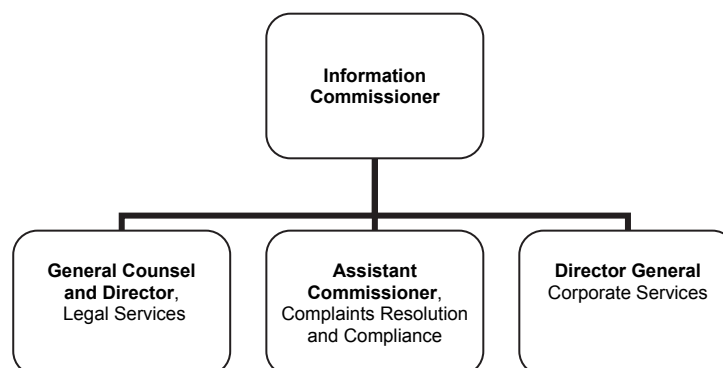 Information
Commissioner
General Counsel
and Director,
Legal Services
Assistant
Commissioner,
Complaints Resolution
and Compliance
Director General
Corporate Services